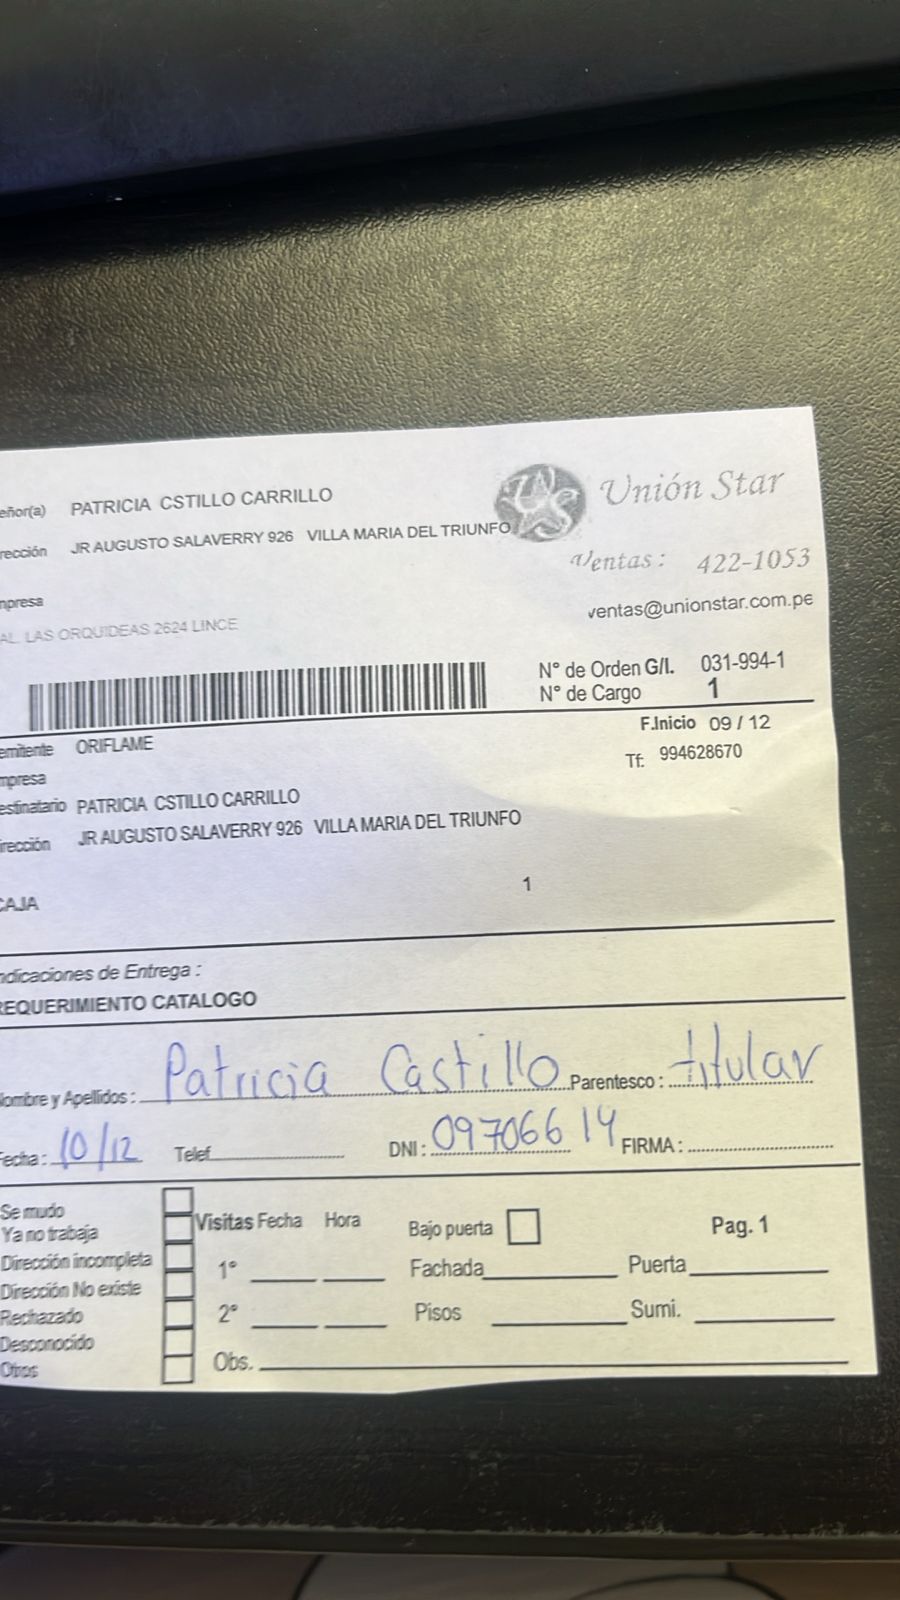 eñor(a) PATRICIA CSTILLO CARRILLO
Unión Star
rección JR AUGUSTO SALAVERRY 926 VILLA MARIA DEL TRIUNFO
Ventas: 422-1053
mpresa
ventas@unionstar.com.pe
AL. LAS ORQUIDEAS 2624 LINCE
N° de Orden G/I. 031-994-1
N° de Cargo 1
F.Inicio 09 / 12
emitente ORIFLAME
Tf: 994628670
mpresa
estinatario PATRICIA CSTILLO CARRILLO
irección JR AUGUSTO SALAVERRY 926 VILLA MARIA DEL TRIUNFO
CAJA 1
ndicaciones de Entrega :
REQUERIMIENTO CATALOGO
Nombre y Apellidos : Patricia Castillo Parentesco : titular
Fecha : 10/12 Telef. DNI : 09706614 FIRMA :
Se mudo
Ya no trabaja
Dirección incompleta
Dirección No existe
Rechazado
Desconocido
Otros
Visitas Fecha Hora Bajo puerta Pag. 1
1° Fachada Puerta
2° Pisos Sumi.
Obs.